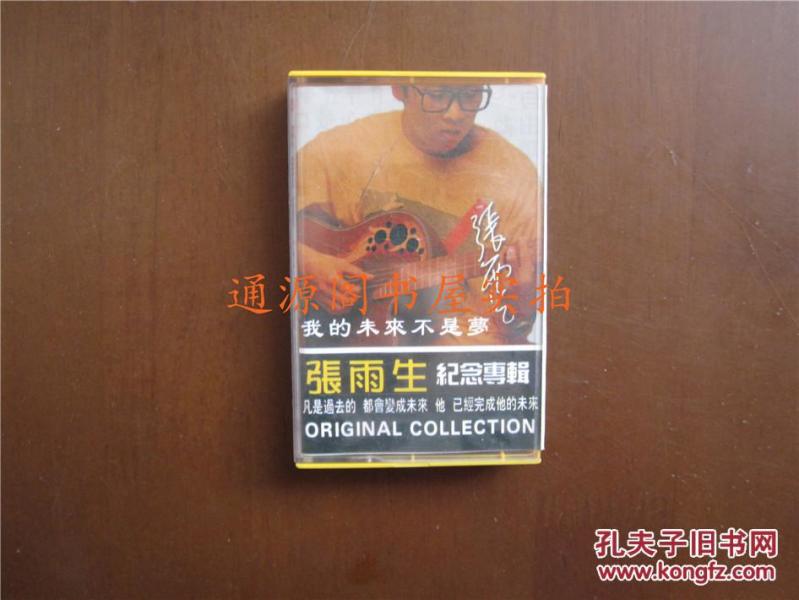 張雨生
通源阁书屋实拍
我的未來不是夢
張雨生 紀念專輯
凡是過去的 都會變成未來 他 已經完成他的未來
ORIGINAL COLLECTION
孔夫子旧书网
www.kongfz.com